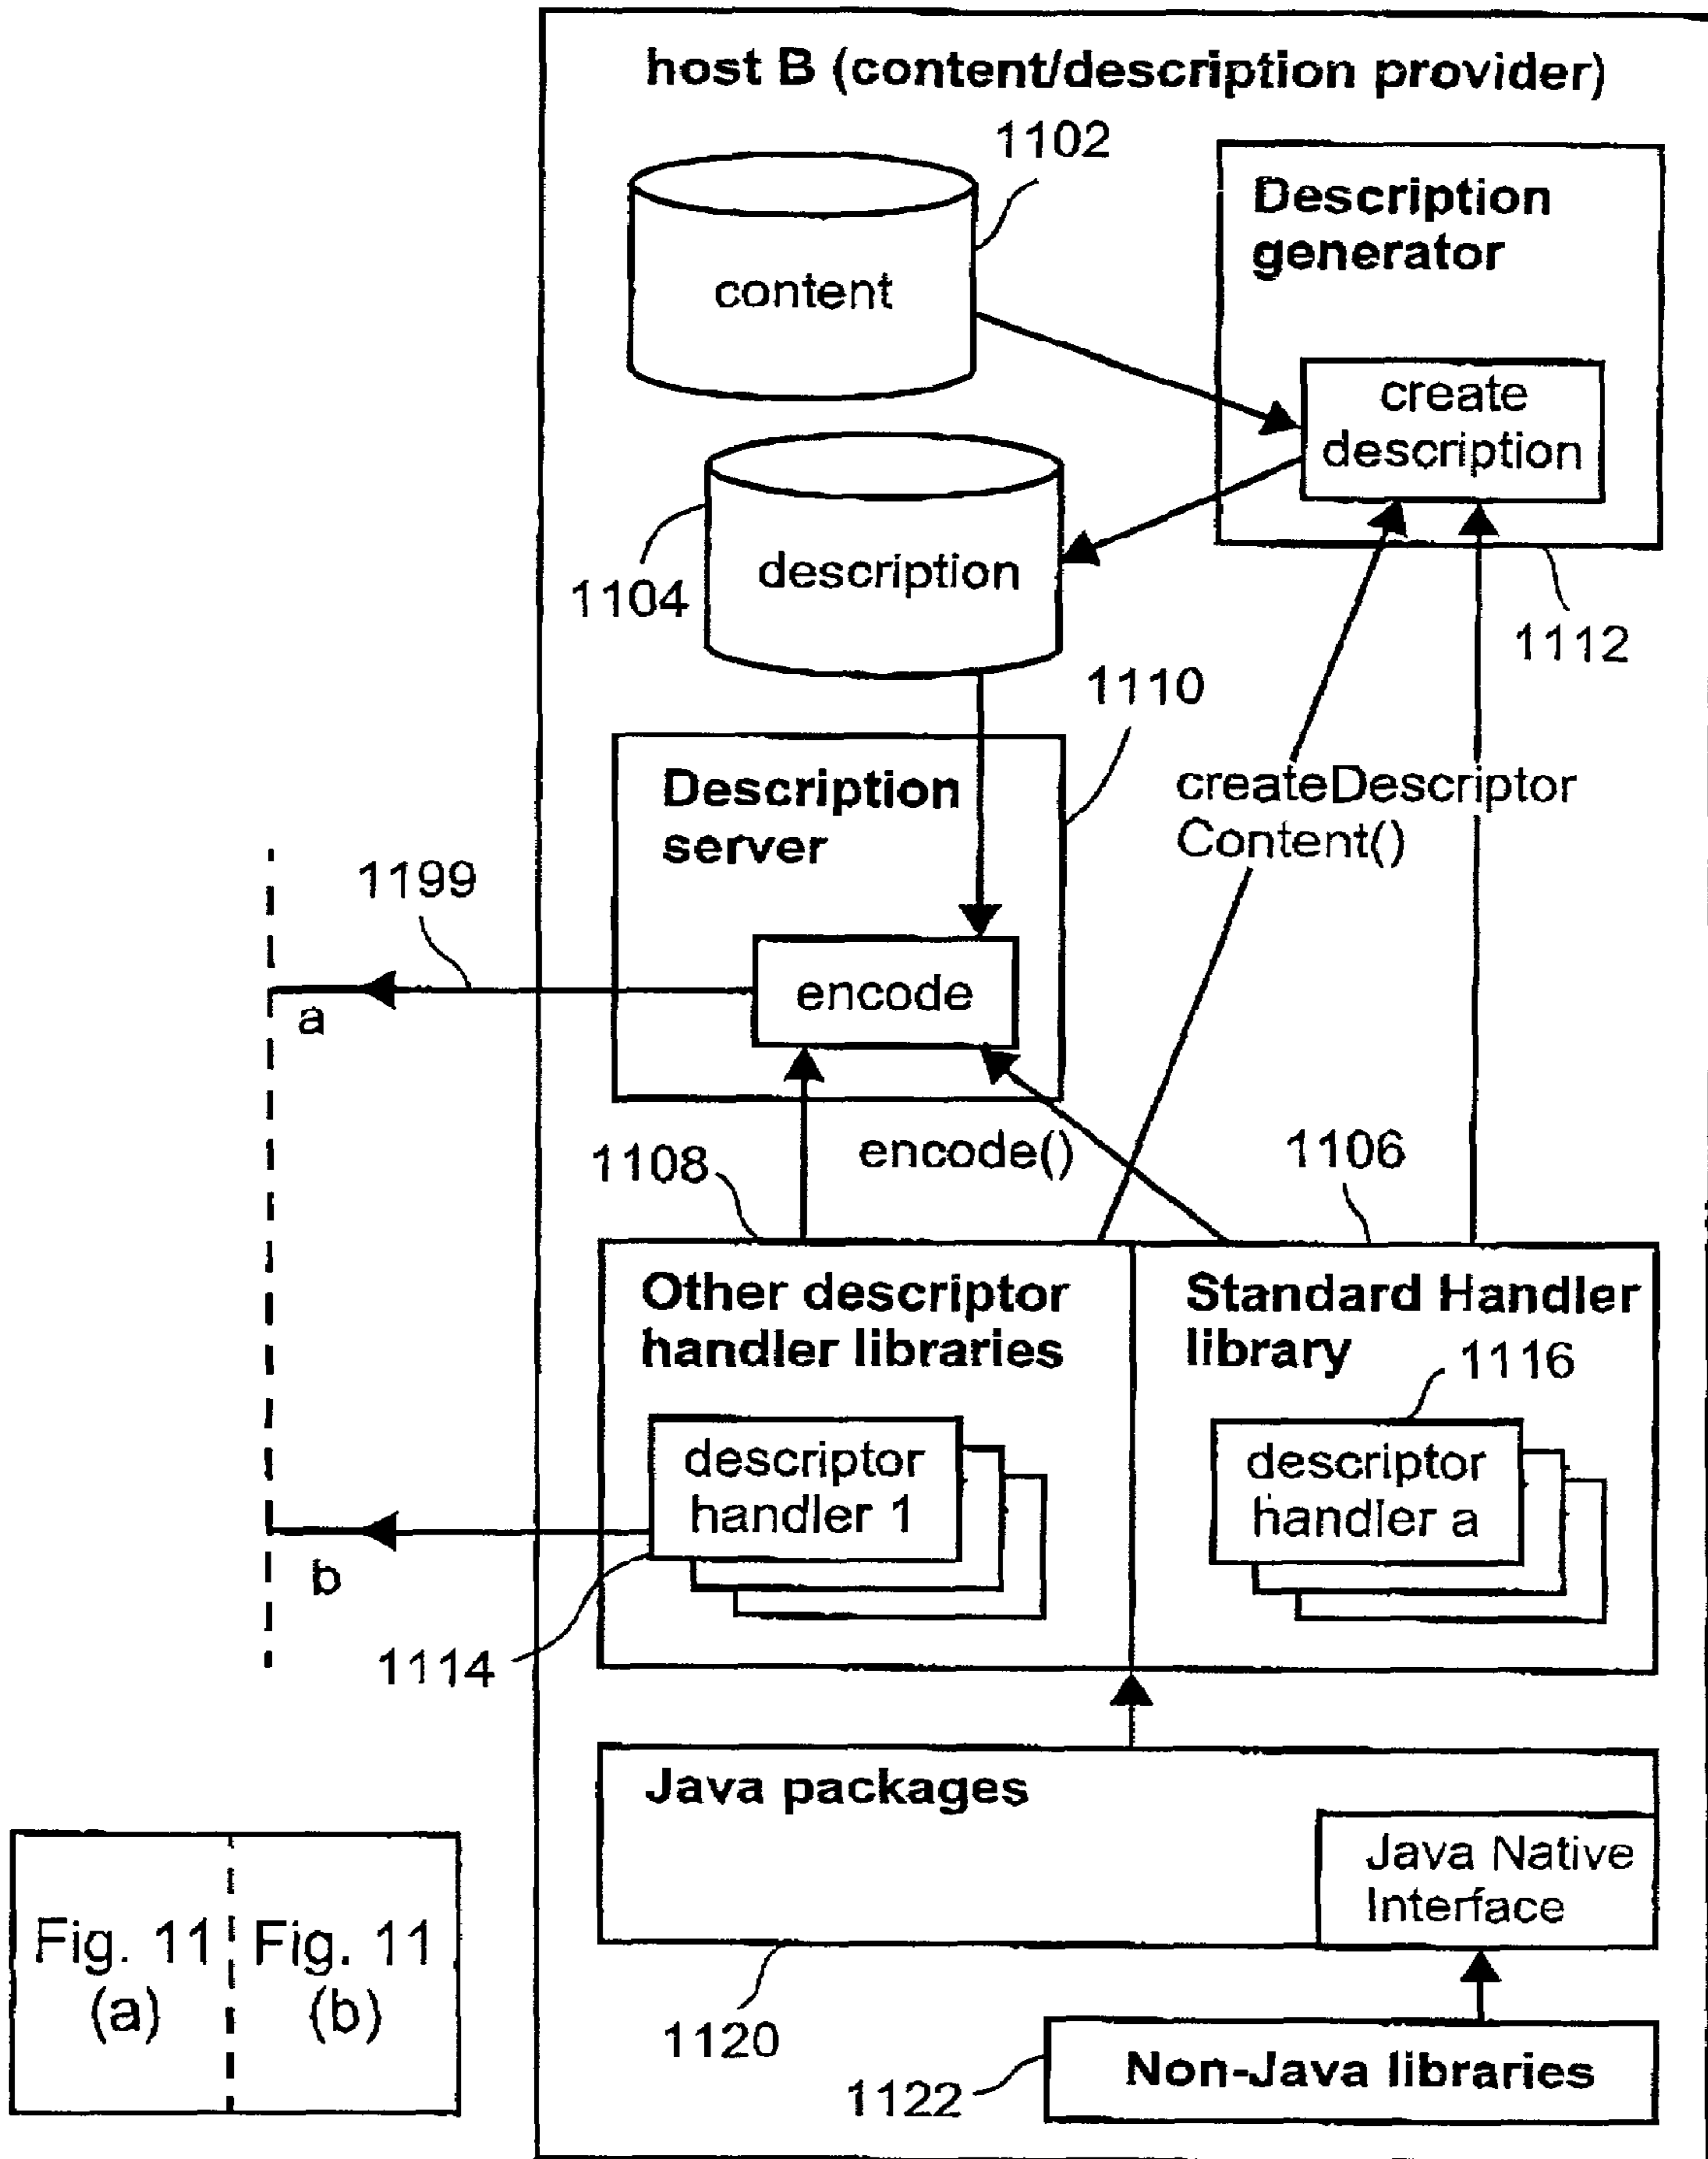 host B (content/description provider)
1102
Description
generator
content
create
description
description
1104
1112
1110
Description
server
createDescriptor
Content()
1199
encode
a
1108
encode()
1106
Other descriptor
handler libraries
Standard Handler
library
1116
descriptor
handler 1
descriptor
handler a
b
1114
Java packages
Java Native
Interface
Fig. 11
(a)
Fig. 11
(b)
1120
1122
Non-Java libraries